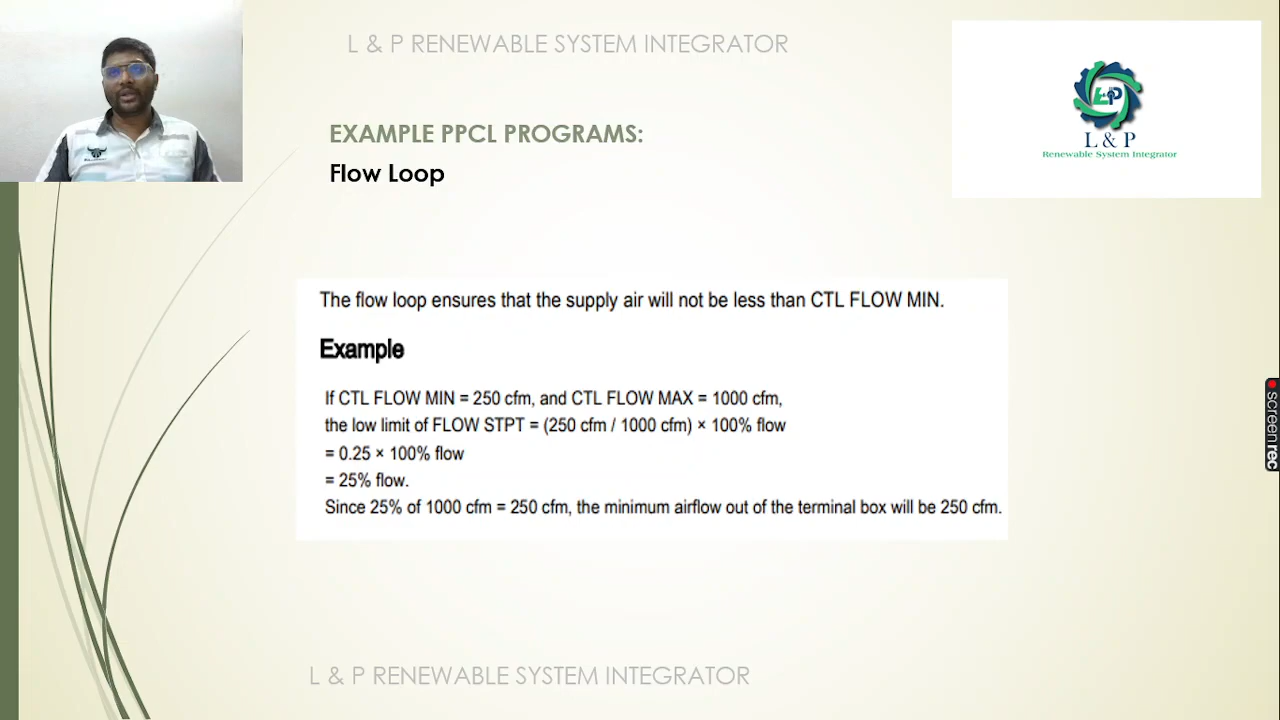 L & P RENEWABLE SYSTEM INTEGRATOR
L & P
Renewable System Integrator
EXAMPLE PPCL PROGRAMS:
Flow Loop
The flow loop ensures that the supply air will not be less than CTL FLOW MIN.
Example
If CTL FLOW MIN = 250 cfm, and CTL FLOW MAX = 1000 cfm,
the low limit of FLOW STPT = (250 cfm / 1000 cfm) × 100% flow
= 0.25 × 100% flow
= 25% flow.
Since 25% of 1000 cfm = 250 cfm, the minimum airflow out of the terminal box will be 250 cfm.
screenrec
L & P RENEWABLE SYSTEM INTEGRATOR